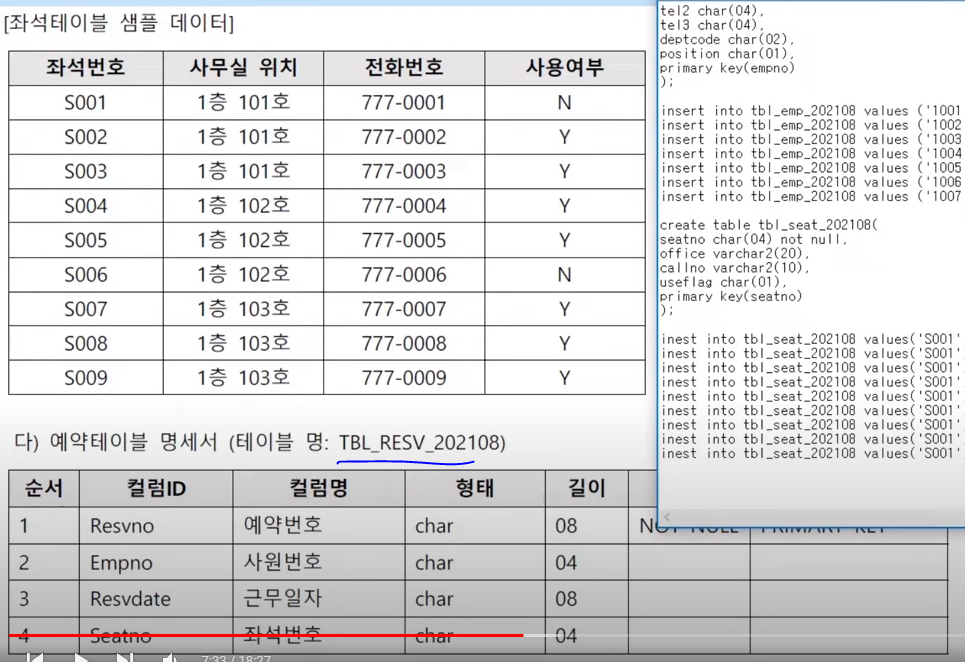 [좌석테이블 샘플 데이터]
좌석번호 사무실 위치 전화번호 사용여부
S001 1층 101호 777-0001 N
S002 1층 101호 777-0002 Y
S003 1층 101호 777-0003 Y
S004 1층 102호 777-0004 Y
S005 1층 102호 777-0005 Y
S006 1층 102호 777-0006 N
S007 1층 103호 777-0007 Y
S008 1층 103호 777-0008 Y
S009 1층 103호 777-0009 Y
다) 예약테이블 명세서 (테이블 명: TBL_RESV_202108)
순서 컬럼ID 컬럼명 형태 길이
1 Resvno 예약번호 char 08 NOT NULL PRIMARY KEY
2 Empno 사원번호 char 04
3 Resvdate 근무일자 char 08
4 Seatno 좌석번호 char 04
7:33 / 18:27
tel2 char(04),
tel3 char(04),
deptcode char(02),
position char(01),
primary key(empno)
);
insert into tbl_emp_202108 values ('1001
insert into tbl_emp_202108 values ('1002
insert into tbl_emp_202108 values ('1003
insert into tbl_emp_202108 values ('1004
insert into tbl_emp_202108 values ('1005
insert into tbl_emp_202108 values ('1006
insert into tbl_emp_202108 values ('1007
create table tbl_seat_202108(
seatno char(04) not null,
office varchar2(20),
callno varchar2(10),
useflag char(01),
primary key(seatno)
);
inest into tbl_seat_202108 values('S001'
inest into tbl_seat_202108 values('S001'
inest into tbl_seat_202108 values('S001'
inest into tbl_seat_202108 values('S001'
inest into tbl_seat_202108 values('S001'
inest into tbl_seat_202108 values('S001'
inest into tbl_seat_202108 values('S001'
inest into tbl_seat_202108 values('S001'
inest into tbl_seat_202108 values('S001'